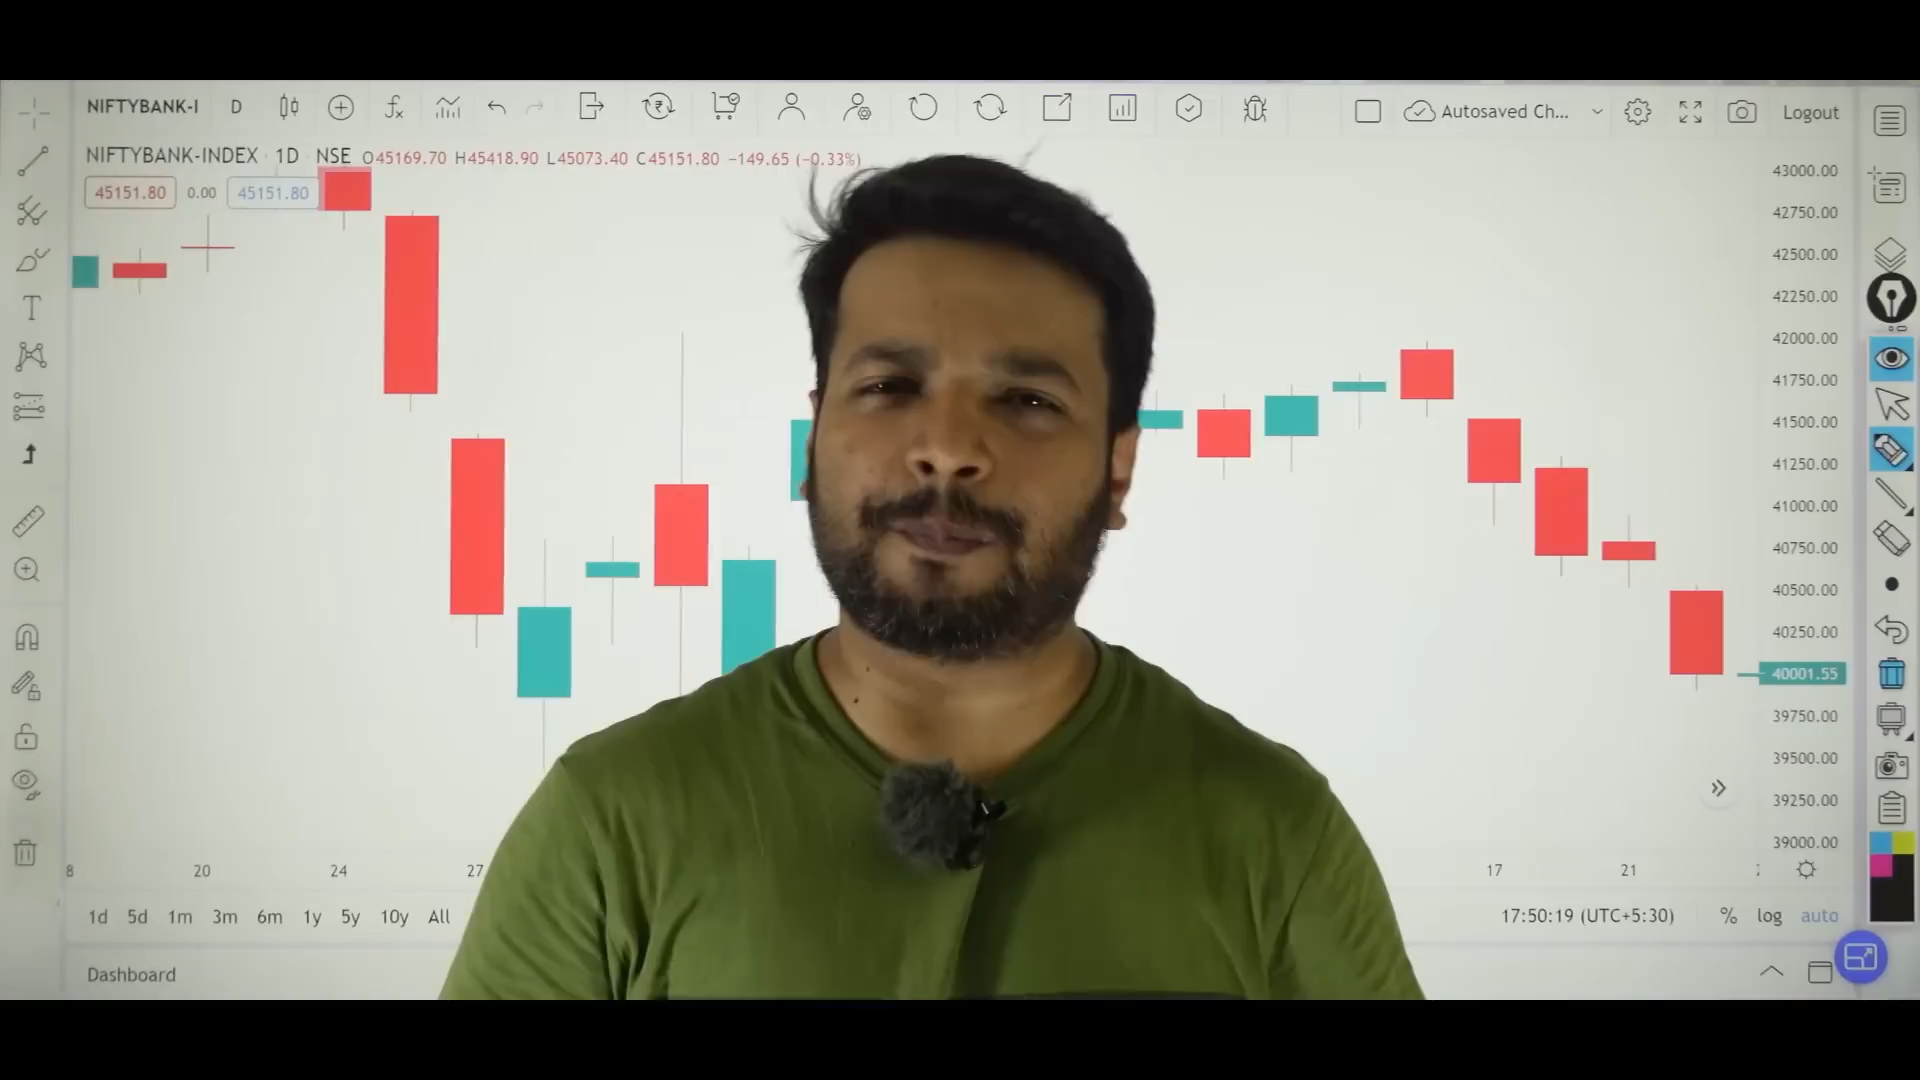 NIFTYBANK-I D Autosaved Ch... Logout
NIFTYBANK-INDEX · 1D · NSE O45169.70 H45418.90 L45073.40 C45151.80 −149.65 (−0.33%)
45151.80 0.00 45151.80
43000.00
42750.00
42500.00
42250.00
42000.00
41750.00
41500.00
41250.00
41000.00
40750.00
40500.00
40250.00
40001.55
39750.00
39500.00
39250.00
39000.00
8 20 24 27 17 21
1d 5d 1m 3m 6m 1y 5y 10y All 17:50:19 (UTC+5:30) % log auto
Dashboard